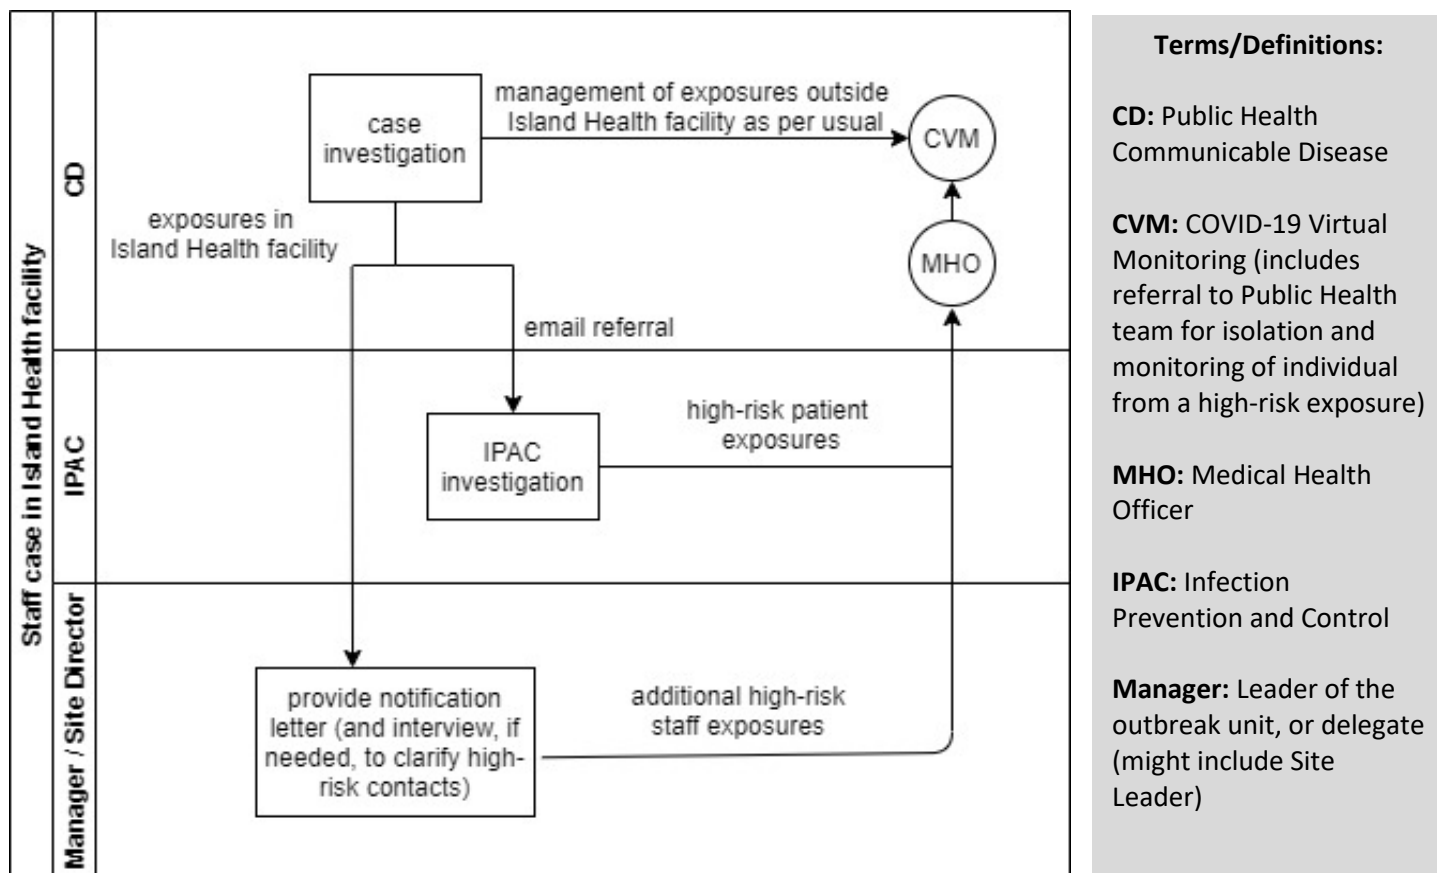 Staff case in Island Health facility
CD
case
investigation
management of exposures outside
Island Health facility as per usual
CVM
MHO
exposures in
Island Health facility
email referral
IPAC
IPAC
investigation
high-risk patient
exposures
Manager / Site Director
provide notification
letter (and interview, if
needed, to clarify high-
risk contacts)
additional high-risk
staff exposures
Terms/Definitions:
CD: Public Health
Communicable Disease
CVM: COVID-19 Virtual
Monitoring (includes
referral to Public Health
team for isolation and
monitoring of individual
from a high-risk exposure)
MHO: Medical Health
Officer
IPAC: Infection
Prevention and Control
Manager: Leader of the
outbreak unit, or delegate
(might include Site
Leader)